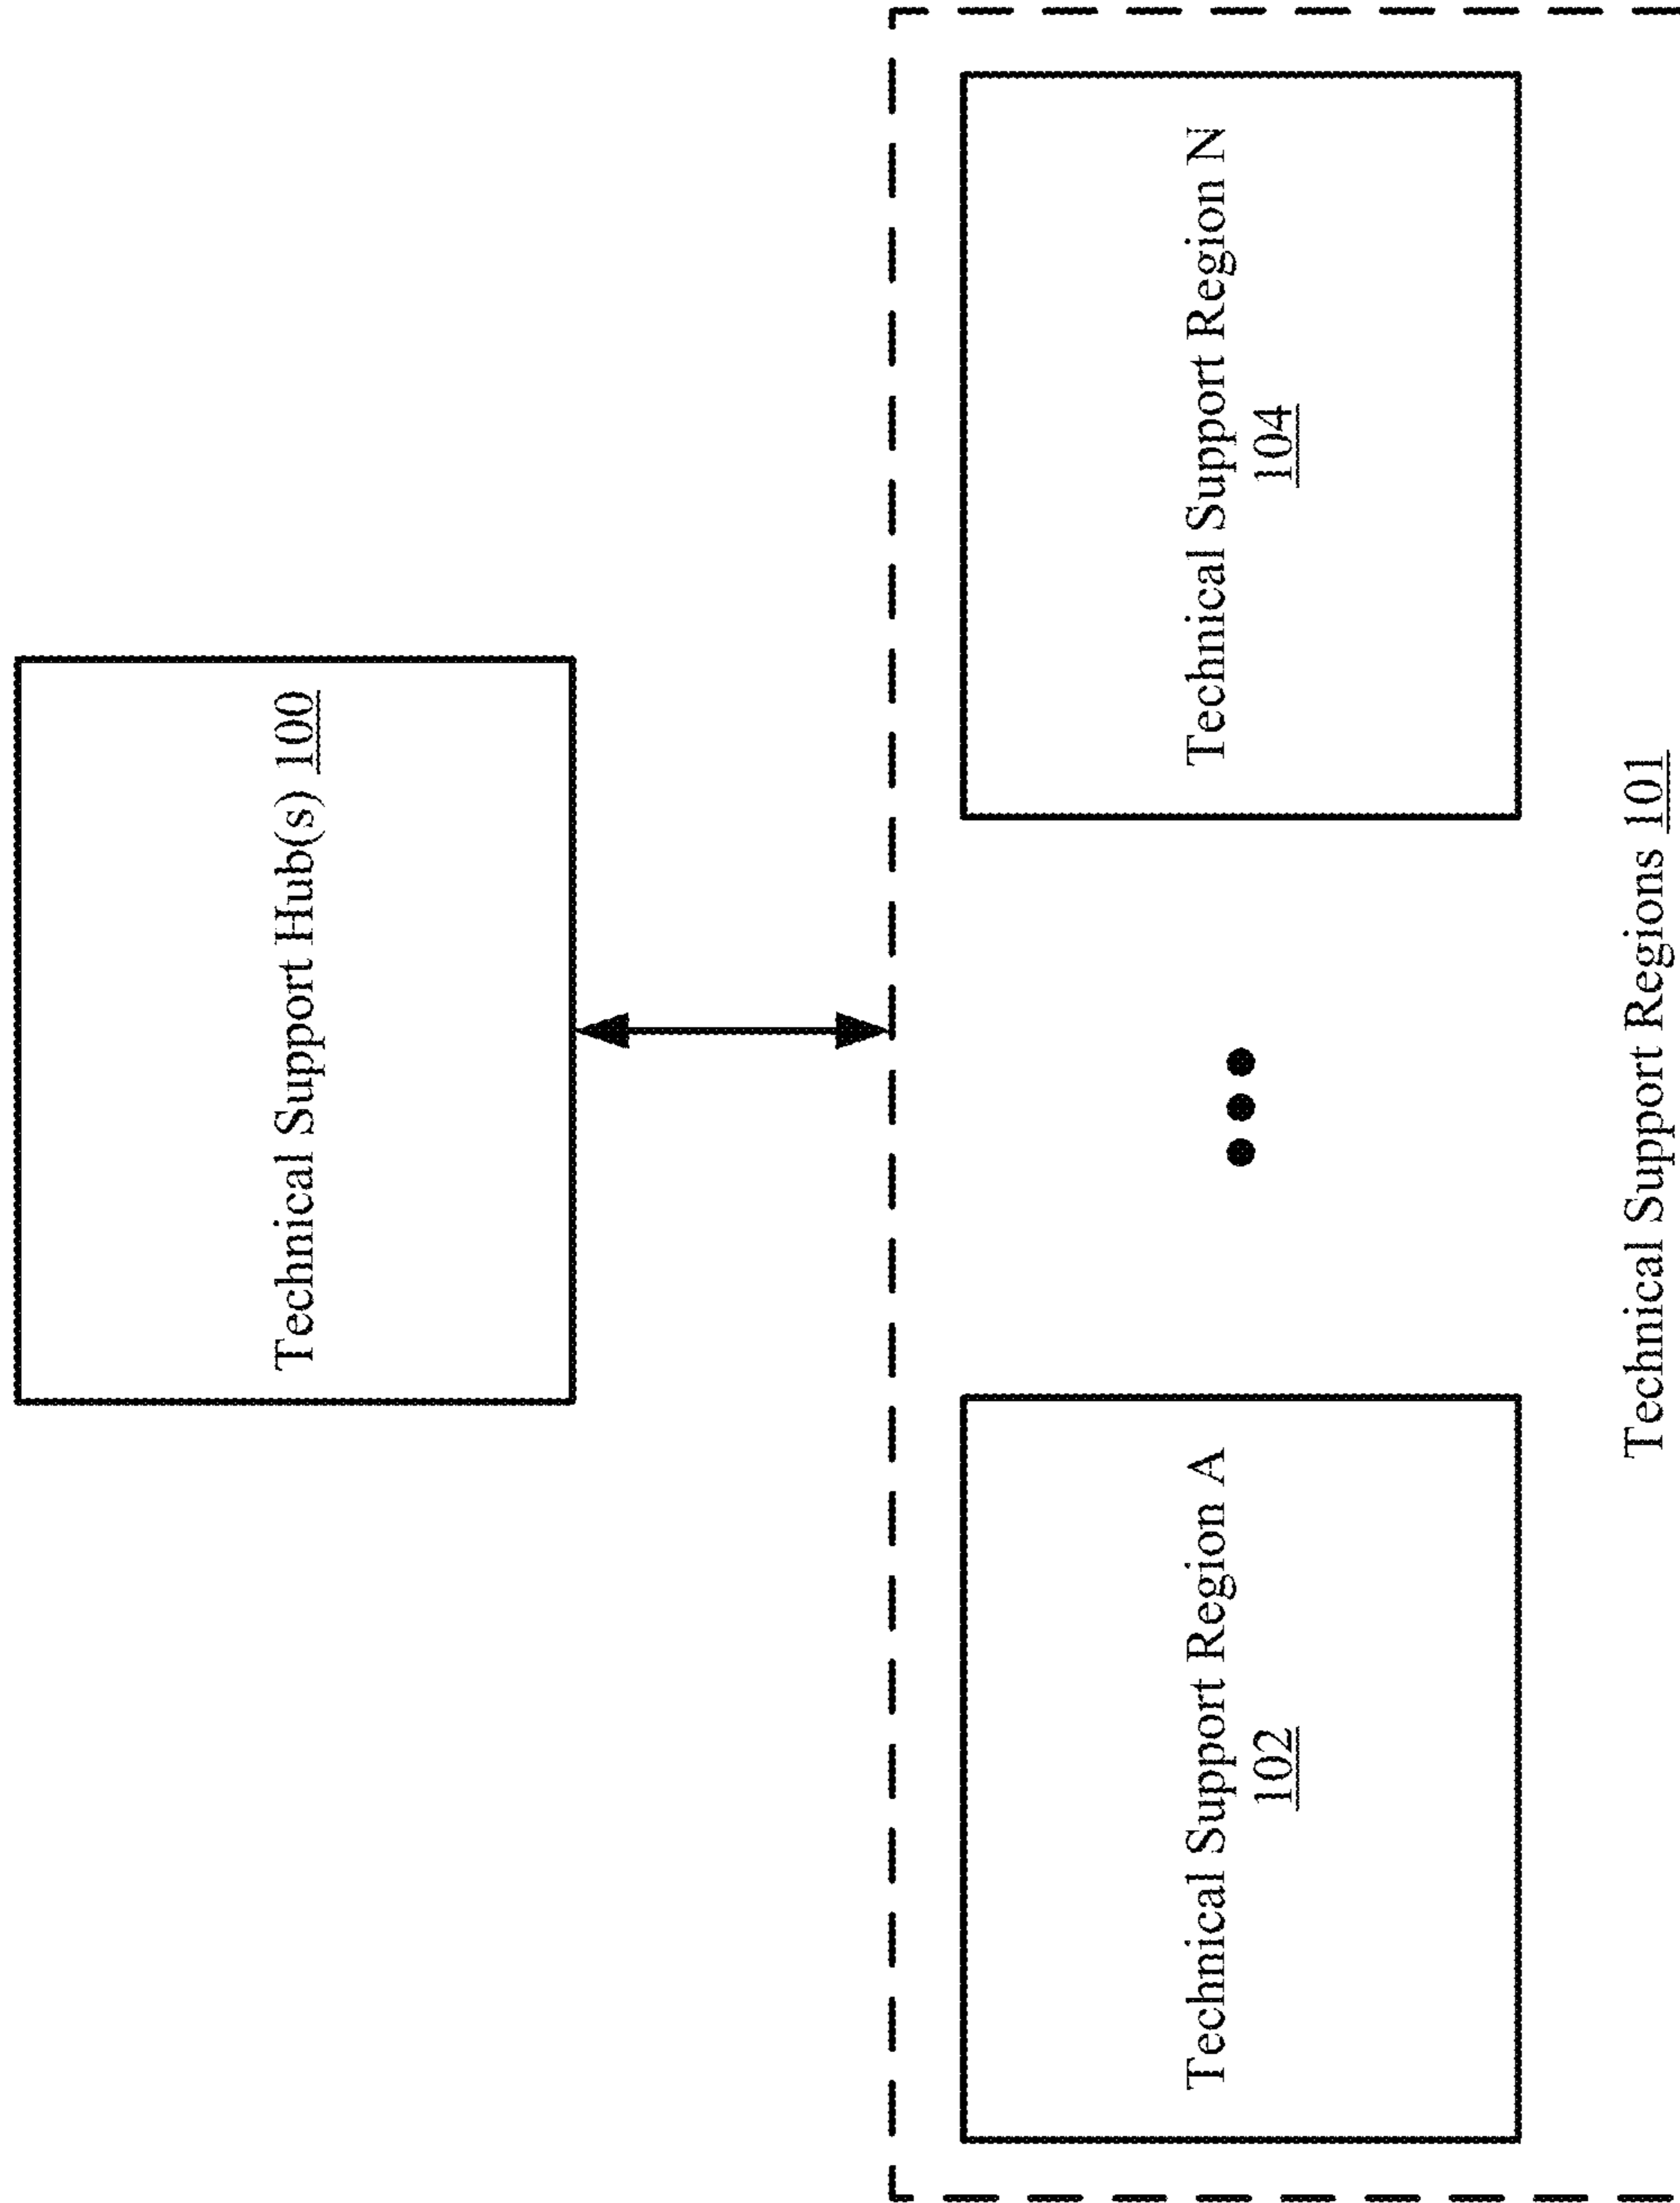 Technical Support Hub(s) 100
Technical Support Region A
102
Technical Support Region N
104
Technical Support Regions 101